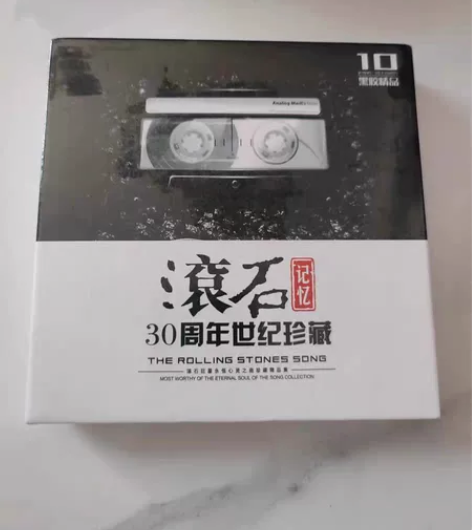 10
黑胶精品
滚石
记忆
30周年世纪珍藏
THE ROLLING STONES SONG
MOST WORTHY OF THE ETERNAL SOUL OF THE SONG COLLECTION